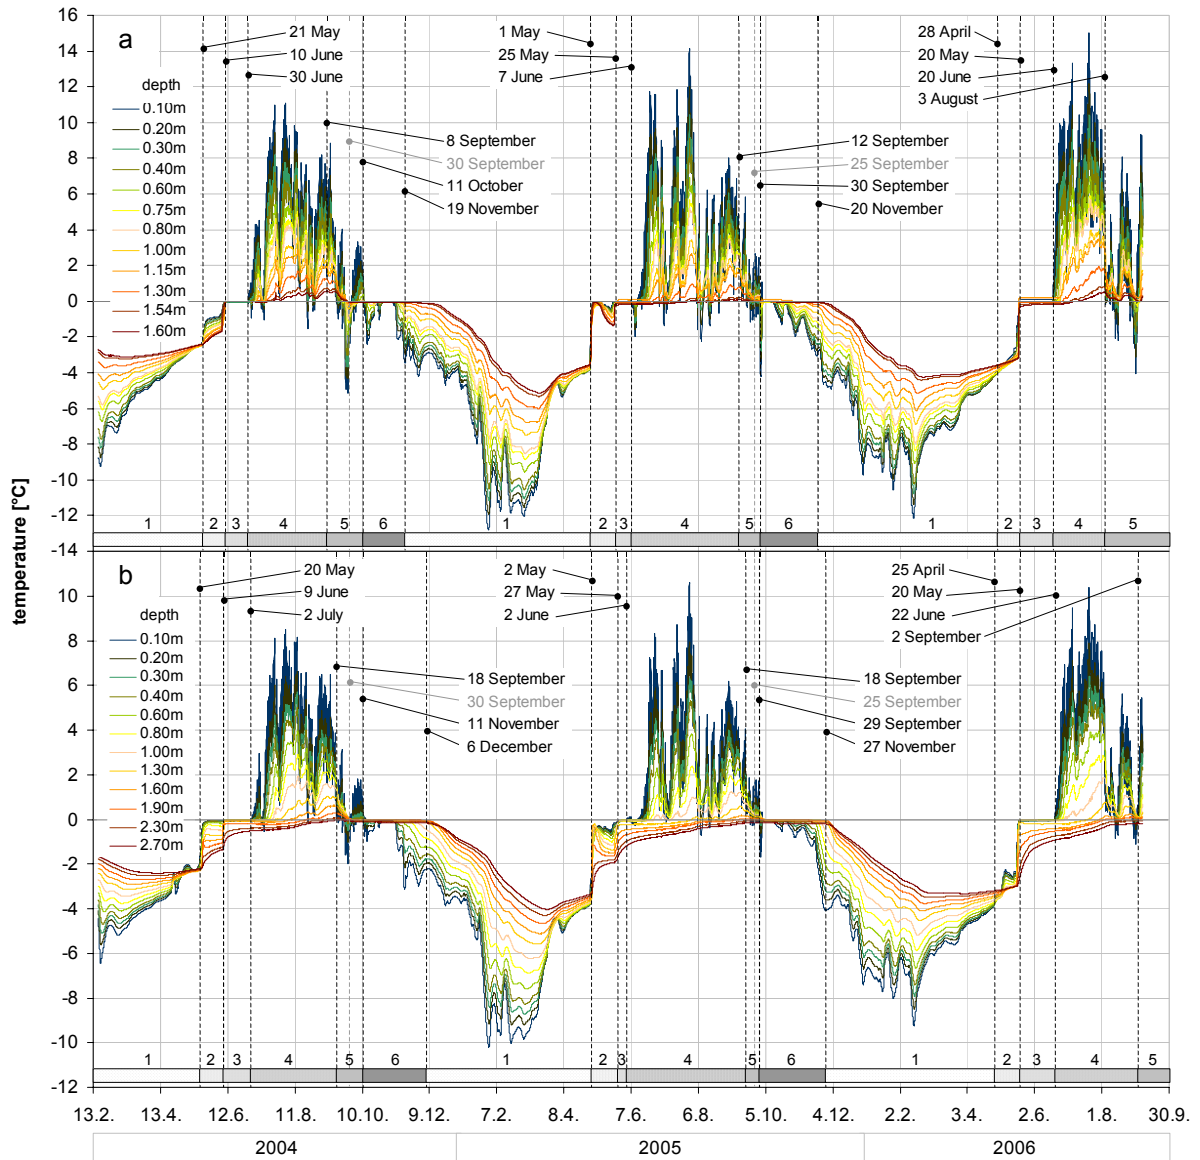 temperature [°C]
16
14
12
10
8
6
4
2
0
-2
-4
-6
-8
-10
-12
-14
a
depth
0.10m
0.20m
0.30m
0.40m
0.60m
0.75m
0.80m
1.00m
1.15m
1.30m
1.54m
1.60m
21 May
10 June
30 June
8 September
30 September
11 October
19 November
1 May
25 May
7 June
12 September
25 September
30 September
20 November
28 April
20 May
20 June
3 August
1 2 3 4 5 6 1 2 3 4 5 6 1 2 3 4 5
10
8
6
4
2
0
-2
-4
-6
-8
-10
-12
b
depth
0.10m
0.20m
0.30m
0.40m
0.60m
0.80m
1.00m
1.30m
1.60m
1.90m
2.30m
2.70m
20 May
9 June
2 July
18 September
30 September
11 November
6 December
2 May
27 May
2 June
18 September
25 September
29 September
27 November
25 April
20 May
22 June
2 September
1 2 3 4 5 6 1 2 3 4 5 6 1 2 3 4 5
13.2. 13.4. 12.6. 11.8. 10.10. 9.12. 7.2. 8.4. 7.6. 6.8. 5.10. 4.12. 2.2. 3.4. 2.6. 1.8. 30.9.
2004 2005 2006